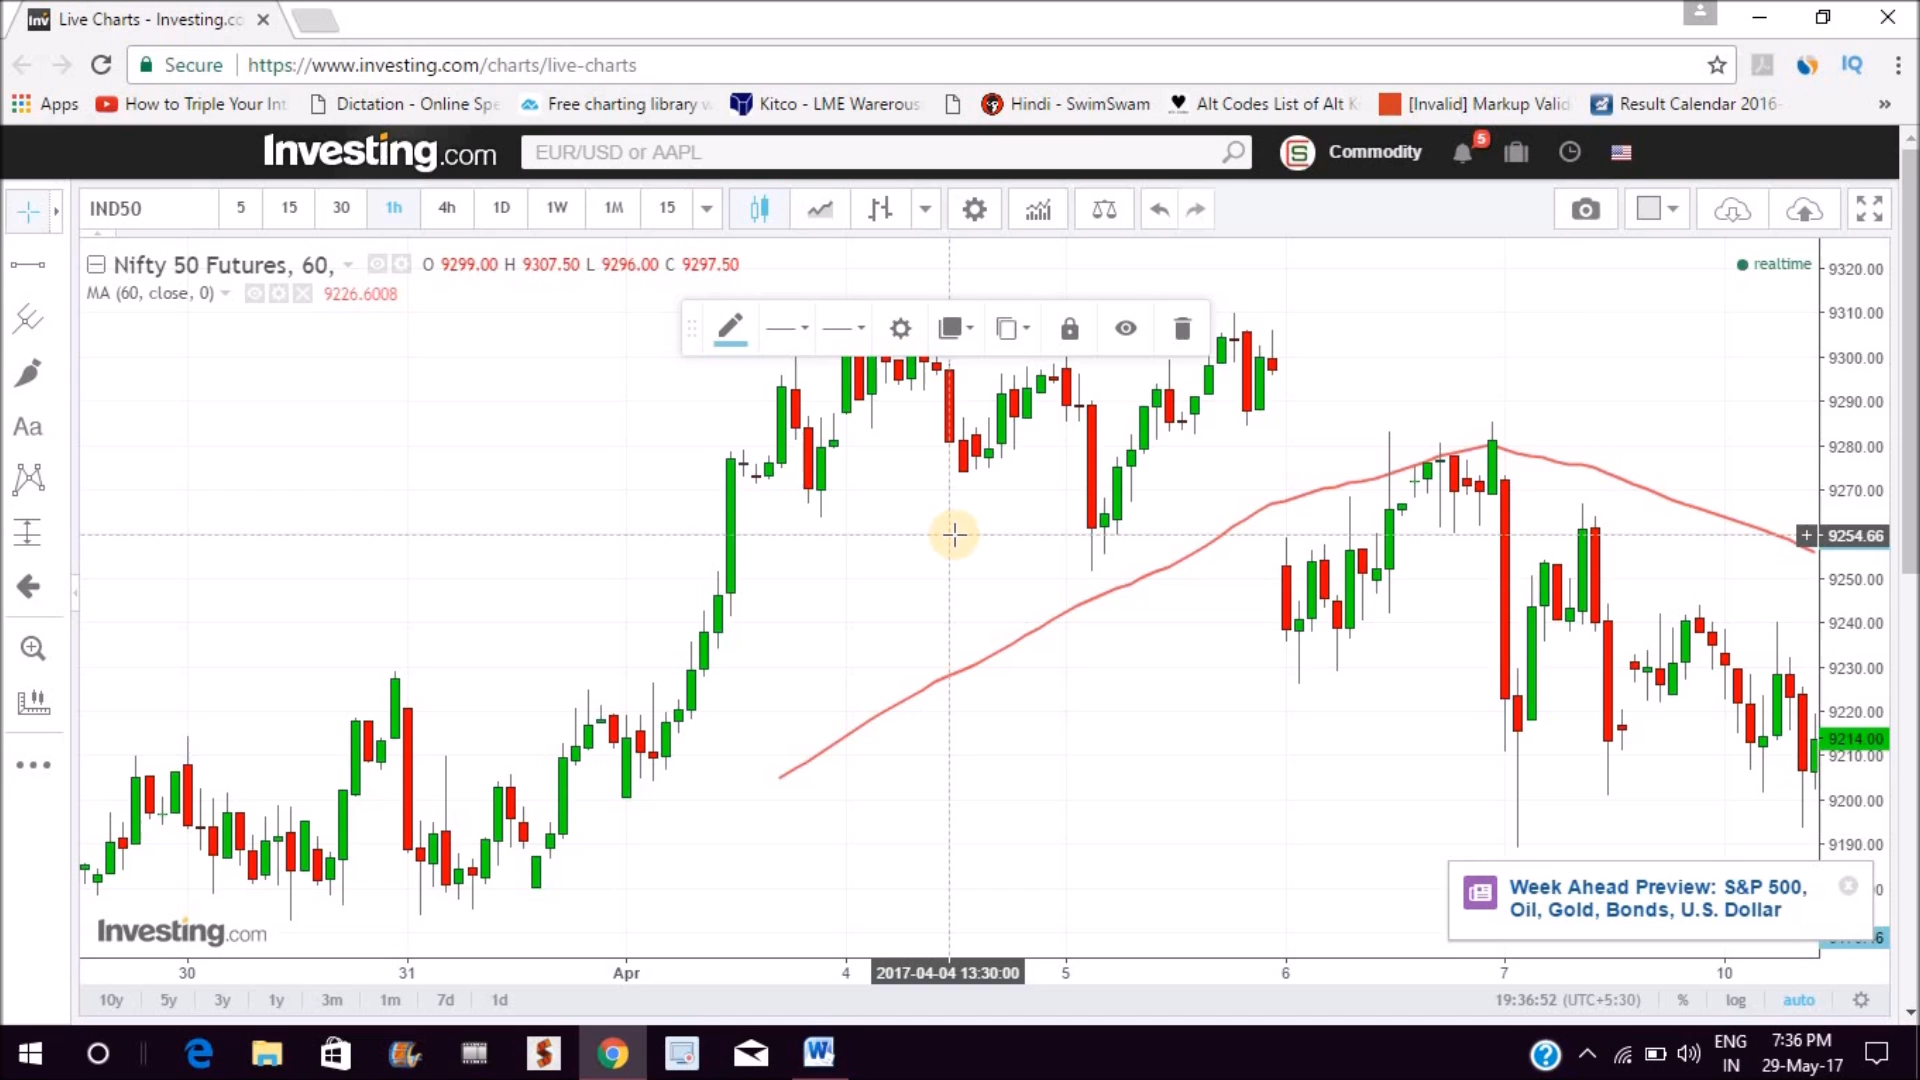 Inv Live Charts - Investing.co
Secure https://www.investing.com/charts/live-charts
Apps How to Triple Your Int Dictation - Online Spe Free charting library Kitco - LME Warerous Hindi - SwimSwam Alt Codes List of Alt K [Invalid] Markup Valid Result Calendar 2016- »
IQ
Investing.com EUR/USD or AAPL Commodity 5
IND50 5 15 30 1h 4h 1D 1W 1M 15
Nifty 50 Futures, 60, O 9299.00 H 9307.50 L 9296.00 C 9297.50 realtime
MA (60, close, 0) 9226.6008
Aa
9320.00
9310.00
9300.00
9290.00
9280.00
9270.00
9254.66
9250.00
9240.00
9230.00
9220.00
9214.00
9210.00
9200.00
9190.00
Week Ahead Preview: S&P 500,
Oil, Gold, Bonds, U.S. Dollar
Investing.com
30 31 Apr 4 2017-04-04 13:30:00 5 6 7 10
10y 5y 3y 1y 3m 1m 7d 1d 19:36:52 (UTC+5:30) % log auto
ENG 7:36 PM
IN 29-May-17